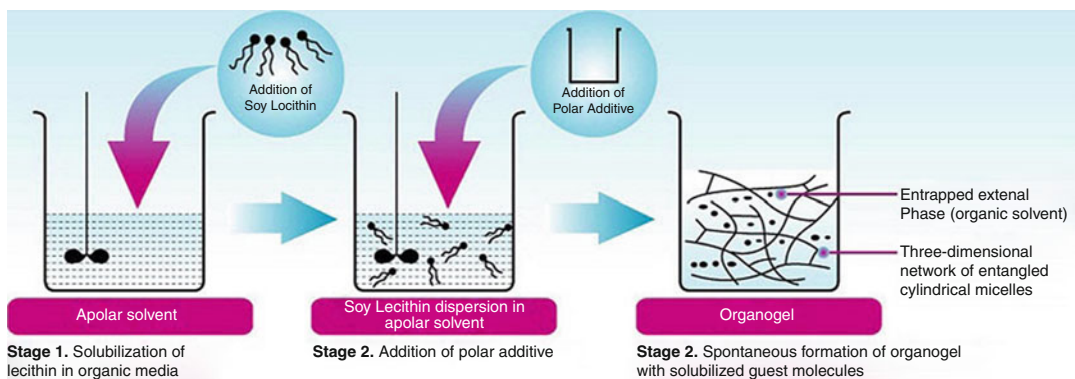 Addition of
Soy Locithin
Addition of
Polar Additive
Entrapped extenal
Phase (organic solvent)
Three-dimensional
network of entangled
cylindrical micelles
Apolar solvent
Soy Lecithin dispersion in
apolar solvent
Organogel
Stage 1. Solubilization of
lecithin in organic media
Stage 2. Addition of polar additive
Stage 2. Spontaneous formation of organogel
with solubilized guest molecules